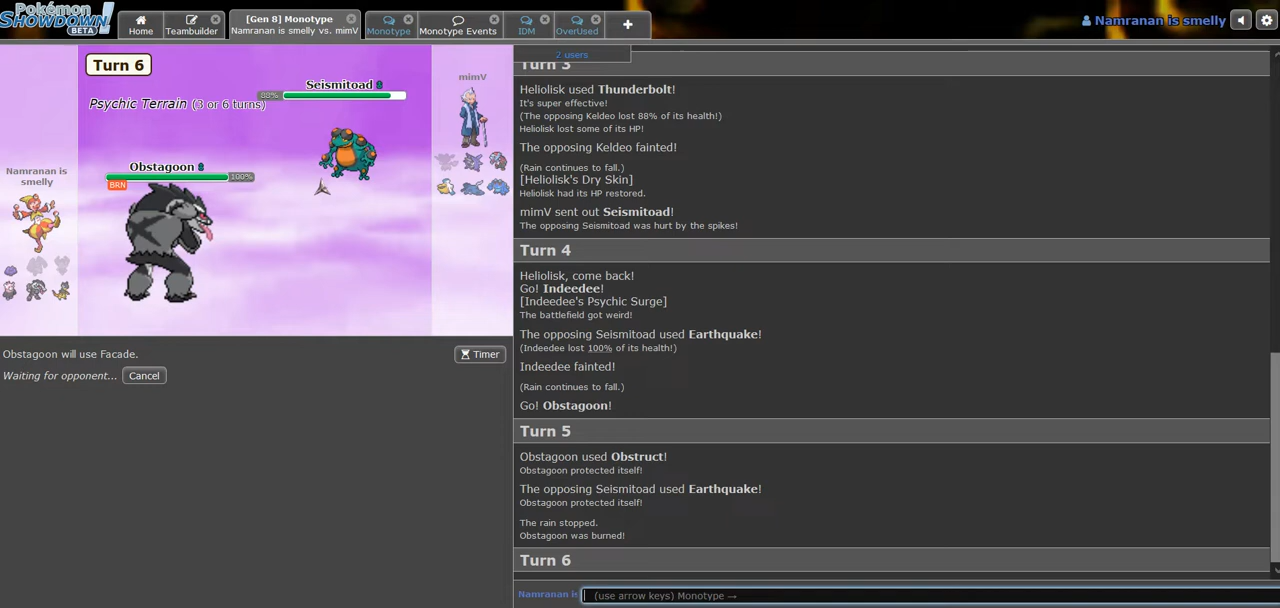 Pokémon
SHOWDOWN!
BETA
Home
Teambuilder
[Gen 8] Monotype
Namranan is smelly vs. mimV
Monotype
Monotype Events
IDM
OverUsed
Namranan is smelly
Turn 6
Psychic Terrain (3 or 6 turns)
Seismitoad
88%
Obstagoon
100%
BRN
Namranan is
smelly
mimV
Obstagoon will use Facade.
Timer
Waiting for opponent... Cancel
2 users
Turn 3
Heliolisk used Thunderbolt!
It's super effective!
(The opposing Keldeo lost 88% of its health!)
Heliolisk lost some of its HP!
The opposing Keldeo fainted!
(Rain continues to fall.)
[Heliolisk's Dry Skin]
Heliolisk had its HP restored.
mimV sent out Seismitoad!
The opposing Seismitoad was hurt by the spikes!
Turn 4
Heliolisk, come back!
Go! Indeedee!
[Indeedee's Psychic Surge]
The battlefield got weird!
The opposing Seismitoad used Earthquake!
(Indeedee lost 100% of its health!)
Indeedee fainted!
(Rain continues to fall.)
Go! Obstagoon!
Turn 5
Obstagoon used Obstruct!
Obstagoon protected itself!
The opposing Seismitoad used Earthquake!
Obstagoon protected itself!
The rain stopped.
Obstagoon was burned!
Turn 6
Namranan is
(use arrow keys) Monotype →